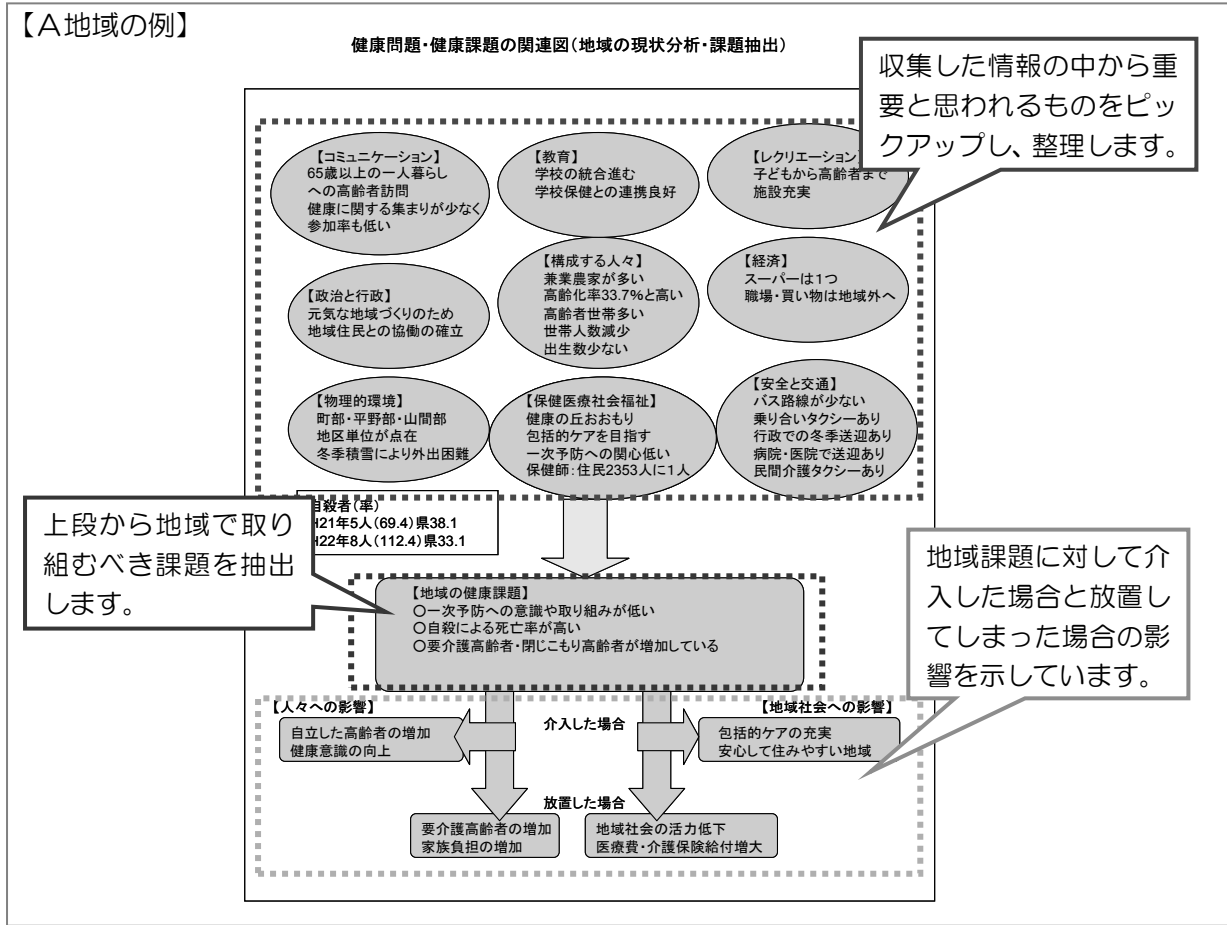 【A地域の例】
健康問題・健康課題の関連図(地域の現状分析・課題抽出)
収集した情報の中から重
要と思われるものをピッ
クアップし、整理します。
【コミュニケーション】
65歳以上の一人暮らし
への高齢者訪問
健康に関する集まりが少なく
参加率も低い
【教育】
学校の統合進む
学校保健との連携良好
【レクリエーション】
子どもから高齢者まで
施設充実
【政治と行政】
元気な地域づくりのため
地域住民との協働の確立
【構成する人々】
兼業農家が多い
高齢化率33.7%と高い
高齢者世帯多い
世帯人数減少
出生数少ない
【経済】
スーパーは1つ
職場・買い物は地域外へ
【物理的環境】
町部・平野部・山間部
地区単位が点在
冬季積雪により外出困難
【保健医療社会福祉】
健康の丘おおもり
包括的ケアを目指す
一次予防への関心低い
保健師:住民2353人に1人
【安全と交通】
バス路線が少ない
乗り合いタクシーあり
行政での冬季送迎あり
病院・医院で送迎あり
民間介護タクシーあり
自殺者(率)
H21年5人(69.4)県38.1
H22年8人(112.4)県33.1
上段から地域で取り
組むべき課題を抽出
します。
【地域の健康課題】
○一次予防への意識や取り組みが低い
○自殺による死亡率が高い
○要介護高齢者・閉じこもり高齢者が増加している
地域課題に対して介
入した場合と放置し
てしまった場合の影
響を示しています。
【人々への影響】
【地域社会への影響】
介入した場合
自立した高齢者の増加
健康意識の向上
包括的ケアの充実
安心して住みやすい地域
放置した場合
要介護高齢者の増加
家族負担の増加
地域社会の活力低下
医療費・介護保険給付増大